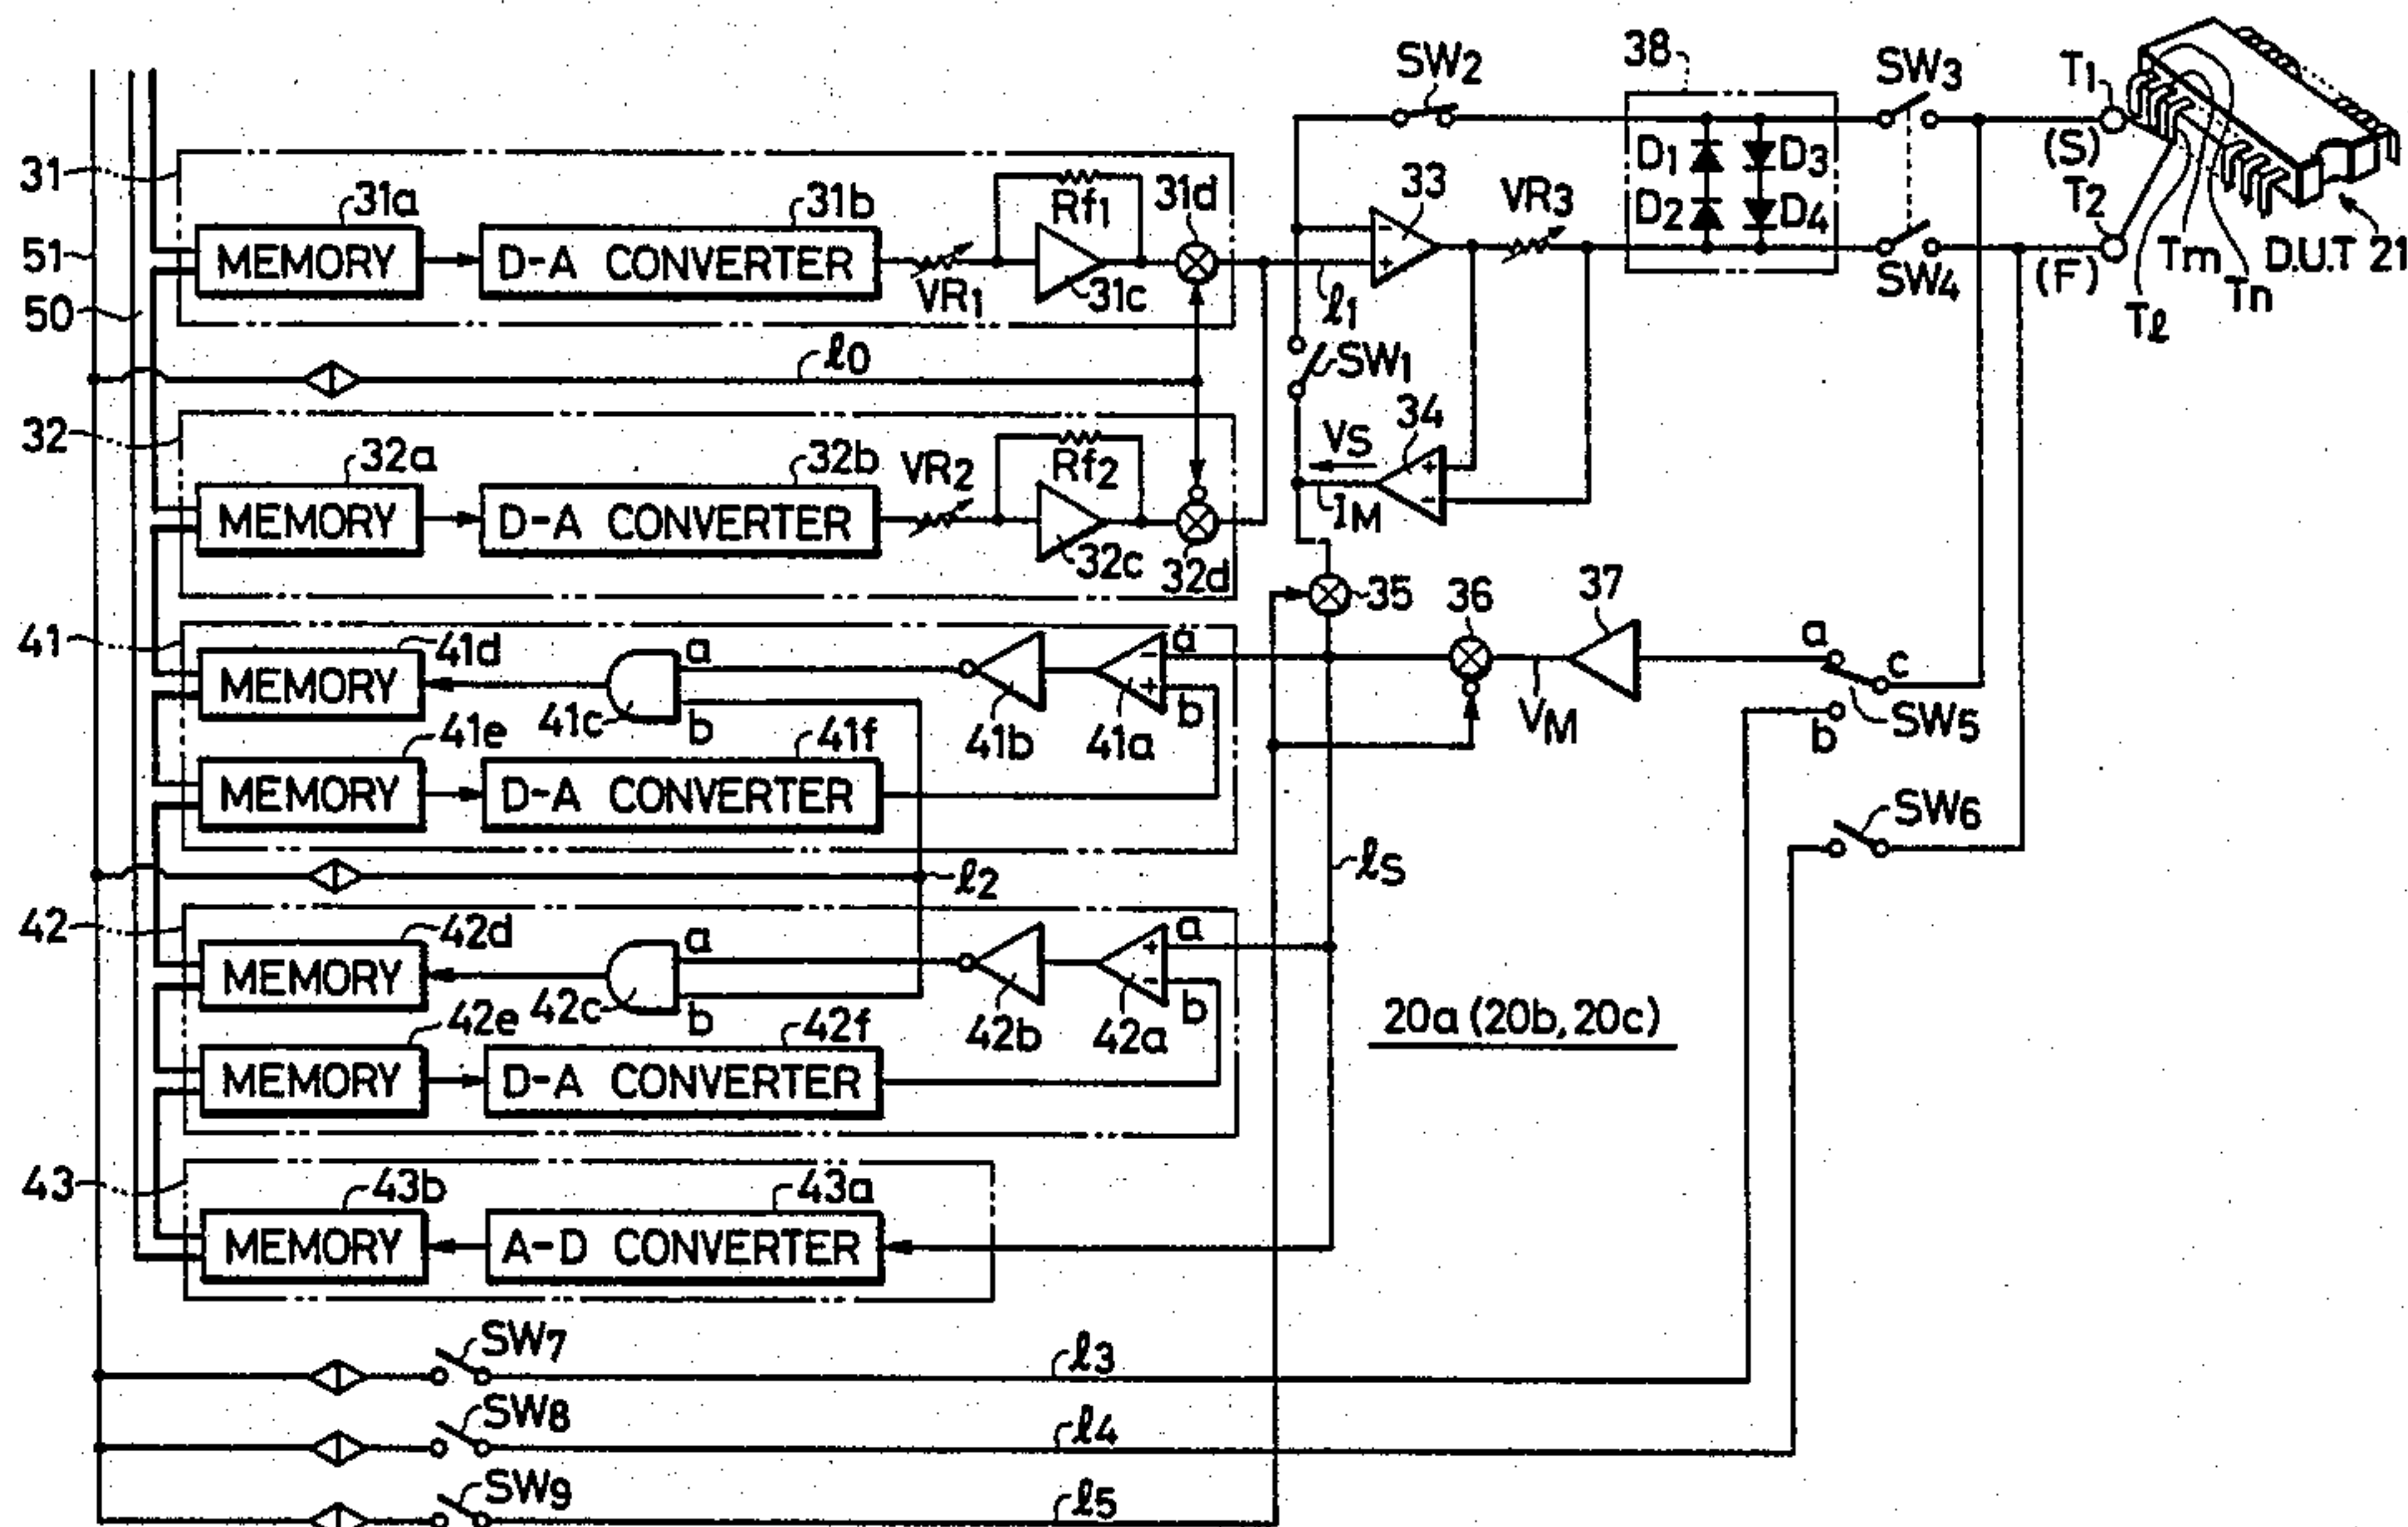 SW2
38
SW3
T1
(S)
T2
(F)
Tl
Tm
Tn
D.U.T 21
31
31a
31b
Rf1
31d
33
VR3
D1
D3
D2
D4
SW4
51
50
MEMORY
D-A CONVERTER
VR1
31c
l1
l0
SW1
34
VS
IM
32
32a
32b
VR2
Rf2
MEMORY
D-A CONVERTER
32c
32d
35
36
37
a
c
b
SW5
VM
41
41d
MEMORY
a
b
41c
41b
41a
a
b
41e
41f
MEMORY
D-A CONVERTER
SW6
l2
lS
42
42d
MEMORY
a
b
42c
42b
42a
a
b
42e
42f
MEMORY
D-A CONVERTER
20a (20b, 20c)
43
43b
43a
MEMORY
A-D CONVERTER
SW7
l3
SW8
l4
SW9
l5